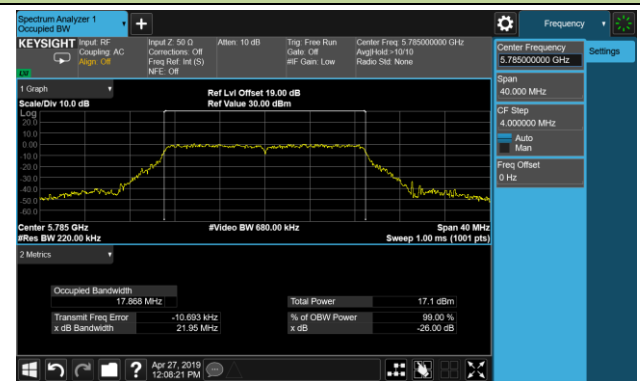 Spectrum Analyzer 1
Occupied BW
+
Frequency
KEYSIGHT
Input: RF
Coupling: AC
Align: Off
Input Z: 50 Ω
Corrections: Off
Freq Ref: Int (S)
NFE: Off
Atten: 10 dB
Trig: Free Run
Gate: Off
#IF Gain: Low
Center Freq: 5.785000000 GHz
Avg|Hold:>10/10
Radio Std: None
Center Frequency
5.785000000 GHz
Settings
Span
40.000 MHz
CF Step
4.000000 MHz
Auto
Man
Freq Offset
0 Hz
1 Graph
Scale/Div 10.0 dB
Ref Lvl Offset 19.00 dB
Ref Value 30.00 dBm
Log
20.0
10.0
0.00
-10.0
-20.0
-30.0
-40.0
-50.0
-60.0
Center 5.785 GHz
#Res BW 220.00 kHz
#Video BW 680.00 kHz
Span 40 MHz
Sweep 1.00 ms (1001 pts)
2 Metrics
Occupied Bandwidth
17.868 MHz
Total Power 17.1 dBm
Transmit Freq Error -10.693 kHz
% of OBW Power 99.00 %
x dB Bandwidth 21.95 MHz
x dB -26.00 dB
?
Apr 27, 2019
12:08:21 PM